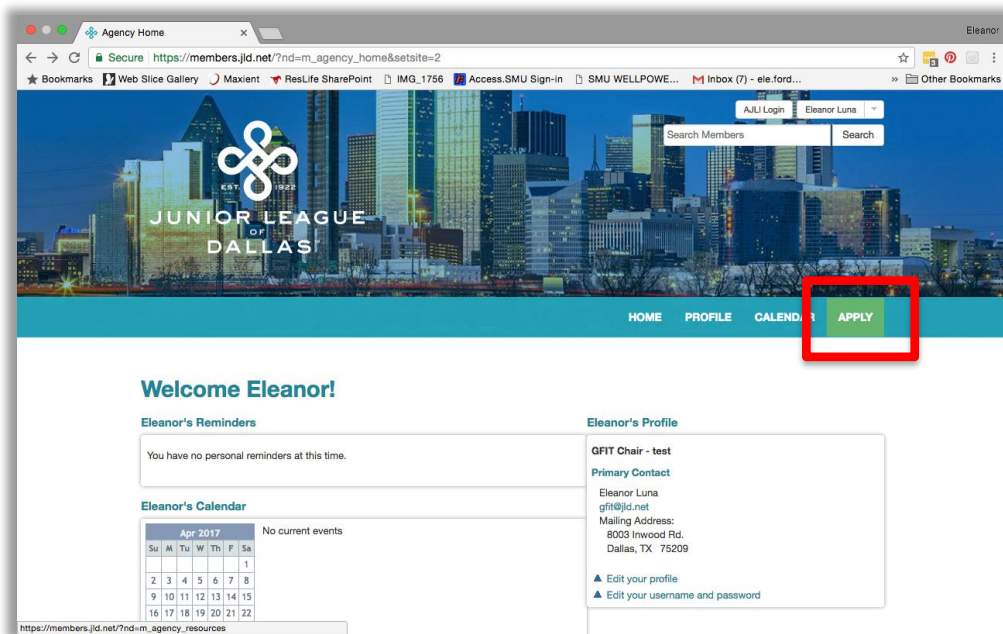 Agency Home
Eleanor
Secure https://members.jld.net/?nd=m_agency_home&setsite=2
Bookmarks Web Slice Gallery Maxient ResLife SharePoint IMG_1756 Access.SMU Sign-in SMU WELLPOWE... Inbox (7) - ele.ford... » Other Bookmarks
3
AJLI Login Eleanor Luna
Search Members Search
EST. 1922
JUNIOR LEAGUE
OF
DALLAS
HOME PROFILE CALENDAR APPLY
Welcome Eleanor!
Eleanor's Reminders
You have no personal reminders at this time.
Eleanor's Calendar
Apr 2017
Su M Tu W Th F Sa
1
2 3 4 5 6 7 8
9 10 11 12 13 14 15
16 17 18 19 20 21 22
No current events
Eleanor's Profile
GFIT Chair - test
Primary Contact
Eleanor Luna
gfit@jld.net
Mailing Address:
8003 Inwood Rd.
Dallas, TX 75209
Edit your profile
Edit your username and password
https://members.jld.net/?nd=m_agency_resources